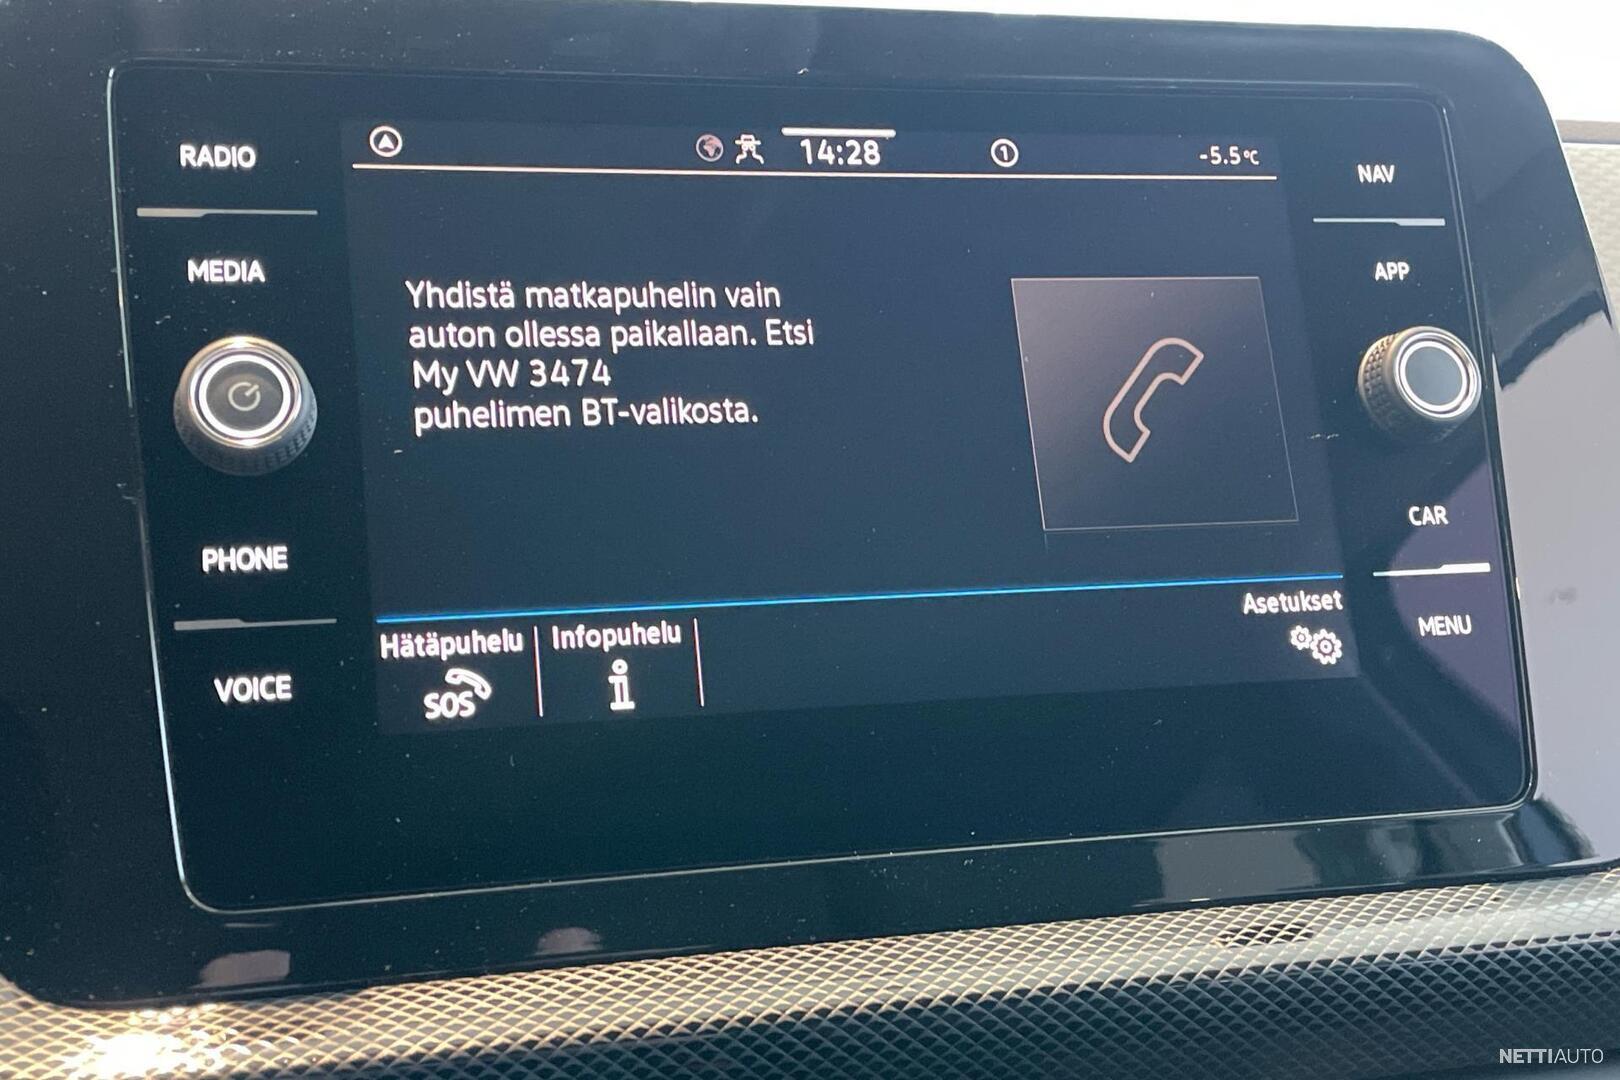 RADIO
MEDIA
PHONE
VOICE
14:28
1
-5.5°C
Yhdistä matkapuhelin vain
auton ollessa paikallaan. Etsi
My VW 3474
puhelimen BT-valikosta.
Hätäpuhelu
SOS
Infopuhelu
i
Asetukset
NAV
APP
CAR
MENU
NETTIAUTO